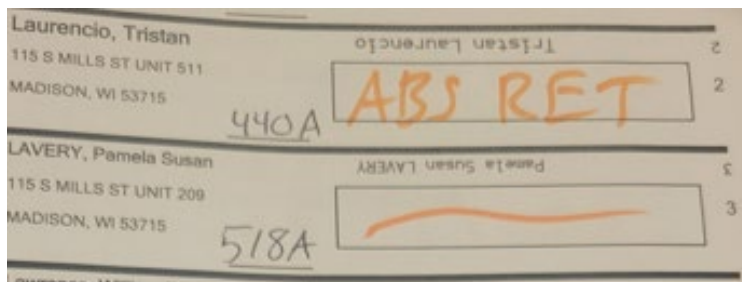 Laurencio, Tristan
115 S MILLS ST UNIT 511
MADISON, WI 53715
440A
Tristan Laurencio
2
ABS RET
2
LAVERY, Pamela Susan
115 S MILLS ST UNIT 209
MADISON, WI 53715
518A
Pamela Susan LAVERY
3
3